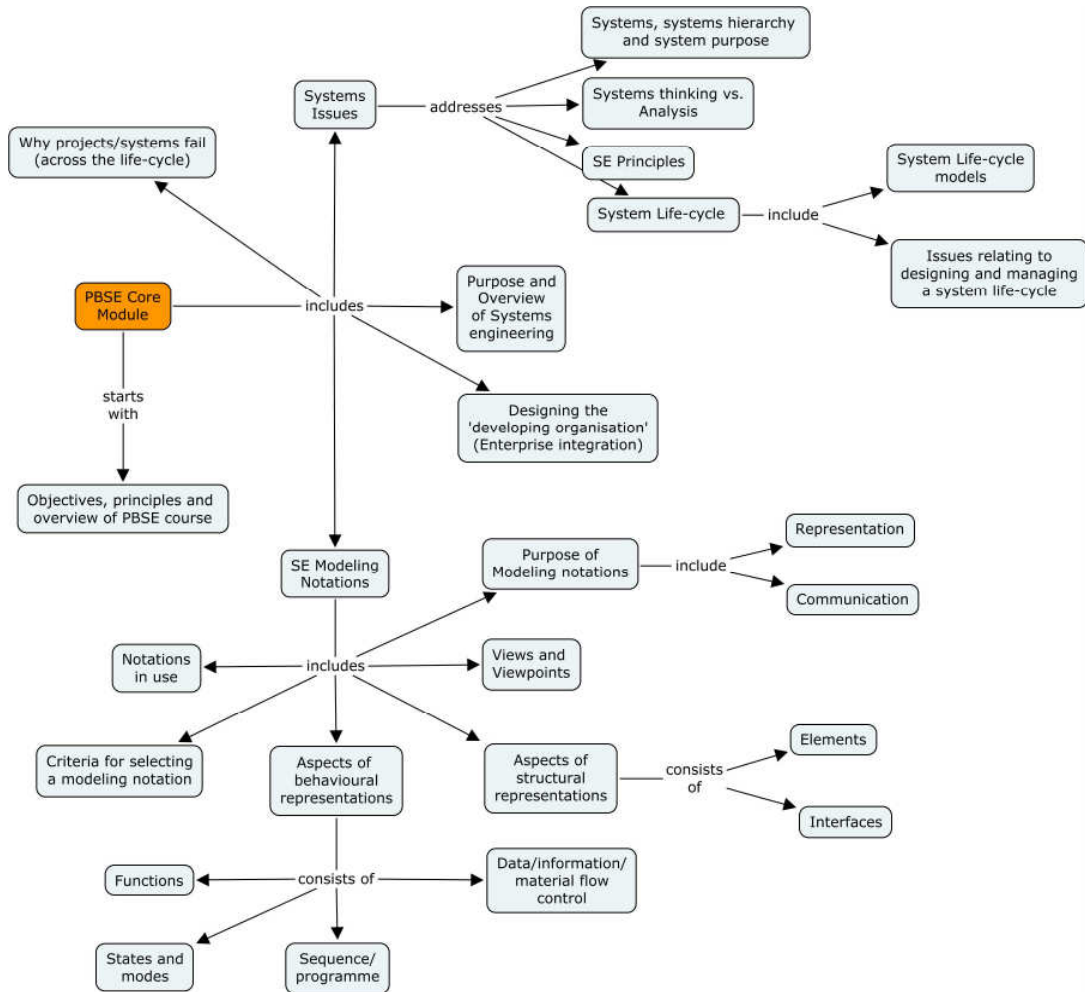 Systems, systems hierarchy
and system purpose
Systems
Issues
addresses
Systems thinking vs.
Analysis
Why projects/systems fail
(across the life-cycle)
SE Principles
System Life-cycle
models
System Life-cycle
include
Issues relating to
designing and managing
a system life-cycle
PBSE Core
Module
includes
Purpose and
Overview
of Systems
engineering
starts
with
Designing the
'developing organisation'
(Enterprise integration)
Objectives, principles and
overview of PBSE course
SE Modeling
Notations
Purpose of
Modeling notations
include
Representation
Communication
Notations
in use
includes
Views and
Viewpoints
Criteria for selecting
a modeling notation
Aspects of
behavioural
representations
Aspects of
structural
representations
consists
of
Elements
Interfaces
Functions
consists of
Data/information/
material flow
control
States and
modes
Sequence/
programme